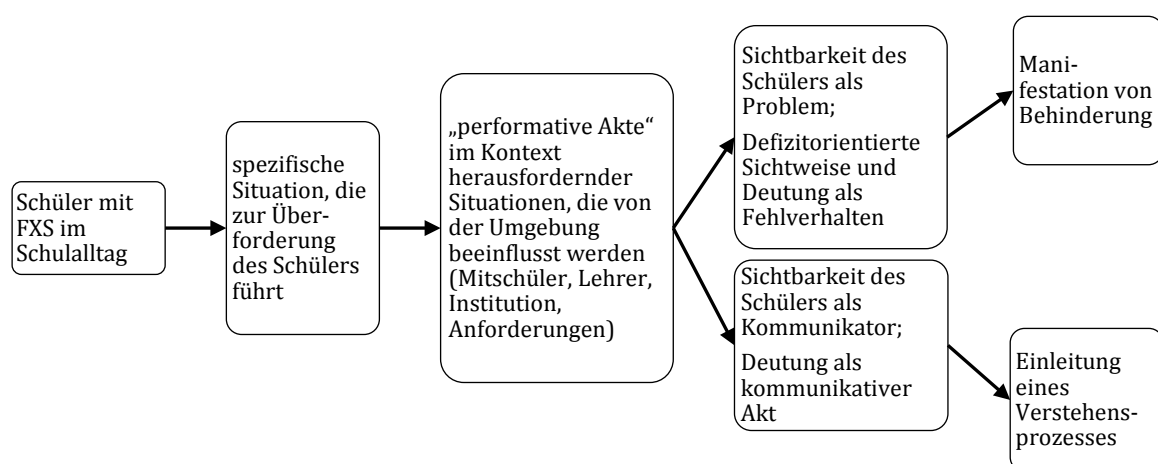 Schüler mit
FXS im
Schulalltag
spezifische
Situation, die
zur Über-
forderung
des Schülers
führt
„performative Akte“
im Kontext
herausfordernder
Situationen, die von
der Umgebung
beeinflusst werden
(Mitschüler, Lehrer,
Institution,
Anforderungen)
Sichtbarkeit des
Schülers als
Problem;
Defizitorientierte
Sichtweise und
Deutung als
Fehlverhalten
Mani-
festation von
Behinderung
Sichtbarkeit des
Schülers als
Kommunikator;
Deutung als
kommunikativer
Akt
Einleitung
eines
Verstehens-
prozesses